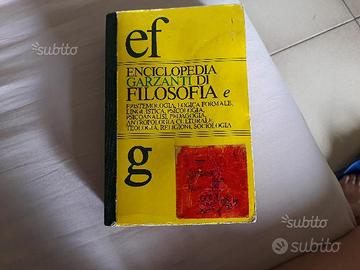 subito
ef
ENCICLOPEDIA
GARZANTI DI
FILOSOFIA e
EPISTEMOLOGIA, LOGICA FORMALE,
LINGUISTICA, PSICOLOGIA,
PSICOANALISI, PEDAGOGIA,
ANTROPOLOGIA CULTURALE,
TEOLOGIA, RELIGIONI, SOCIOLOGIA
g
subito
subito